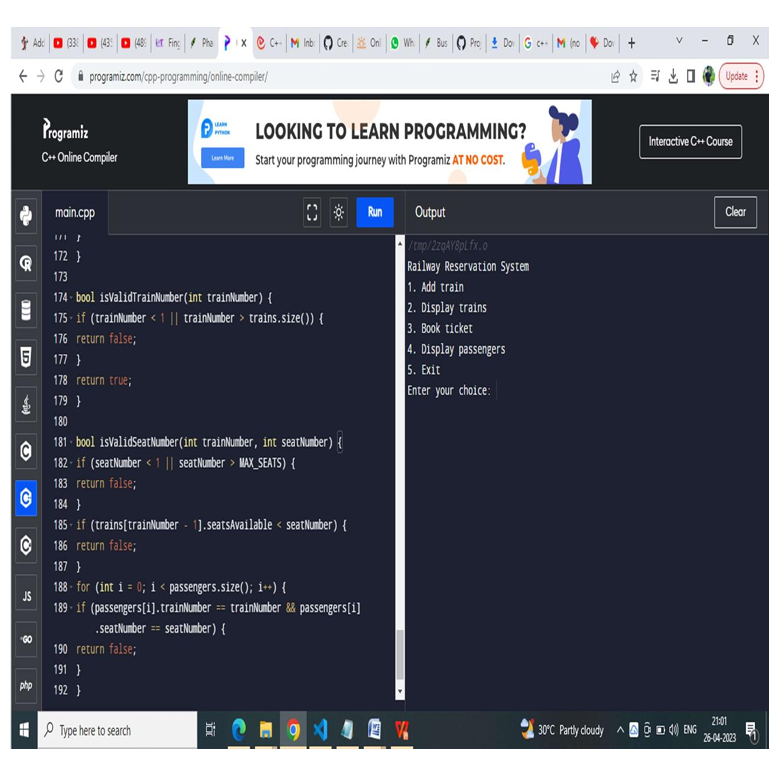 Add
(33
(43
(48
Fing
Pha
C++
Inb
Cre
Onl
Wh
Bus
Pro
Do
c++
(no
Do
programiz.com/cpp-programming/online-compiler/
Update
Programiz
C++ Online Compiler
LEARN
PYTHON
Learn More
LOOKING TO LEARN PROGRAMMING?
Start your programming journey with Programiz AT NO COST.
Interactive C++ Course
main.cpp
Run
Output
Clear
171 }
172 }
173
174 bool isValidTrainNumber(int trainNumber) {
175 if (trainNumber < 1 || trainNumber > trains.size()) {
176 return false;
177 }
178 return true;
179 }
180
181 bool isValidSeatNumber(int trainNumber, int seatNumber) {
182 if (seatNumber < 1 || seatNumber > MAX_SEATS) {
183 return false;
184 }
185 if (trains[trainNumber - 1].seatsAvailable < seatNumber) {
186 return false;
187 }
188 for (int i = 0; i < passengers.size(); i++) {
189 if (passengers[i].trainNumber == trainNumber && passengers[i]
.seatNumber == seatNumber) {
190 return false;
191 }
192 }
/tmp/2zqAY8pLfx.o
Railway Reservation System
1. Add train
2. Display trains
3. Book ticket
4. Display passengers
5. Exit
Enter your choice:
JS
GO
php
Type here to search
30°C Partly cloudy
ENG
21:01
26-04-2023
1